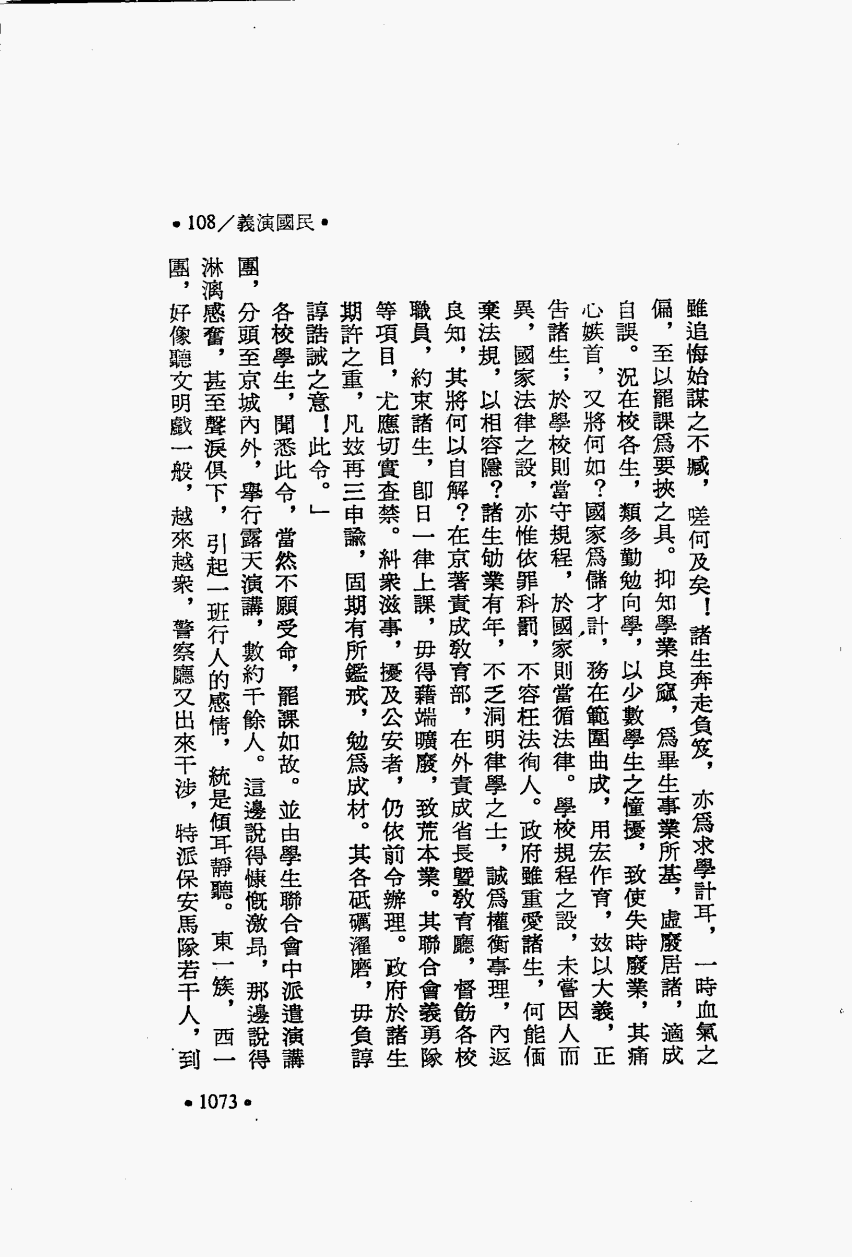 •108／義演國民•
雖追悔始謀之不臧，嗟何及矣！諸生奔走負笈，亦爲求學計耳，一時血氣之
偏，至以罷課爲要挾之具。抑知學業良窳，爲畢生事業所基，虛廢居諸，適成
自誤。況在校各生，類多勤勉向學，以少數學生之憧擾，致使失時廢業，其痛
心嫉首，又將何如？國家爲儲才計，務在範圍曲成，用宏作育，玆以大義，正
告諸生；於學校則當守規程，於國家則當循法律。學校規程之設，未嘗因人而
異，國家法律之設，亦惟依罪科罰，不容枉法徇人。政府雖重愛諸生，何能偭
棄法規，以相容隱？諸生劬業有年，不乏洞明律學之士，誠爲權衡事理，內返
良知，其將何以自解？在京著責成敎育部，在外責成省長曁敎育廳，督飭各校
職員，約束諸生，卽日一律上課，毋得藉端曠廢，致荒本業。其聯合會義勇隊
等項目，尤應切實查禁。糾衆滋事，擾及公安者，仍依前令辦理。政府於諸生
期許之重，凡玆再三申諭，固期有所鑑戒，勉爲成材。其各砥礪濯磨，毋負諄
諄誥誡之意！此令。」
各校學生，聞悉此令，當然不願受命，罷課如故。並由學生聯合會中派遣演講
團，分頭至京城內外，舉行露天演講，數約千餘人。這邊說得慷慨激昂，那邊說得
淋漓感奮，甚至聲淚俱下，引起一班行人的感情，統是傾耳靜聽。東一簇，西一
團，好像聽文明戲一般，越來越衆，警察廳又出來干涉，特派保安馬隊若干人，到
•1073•